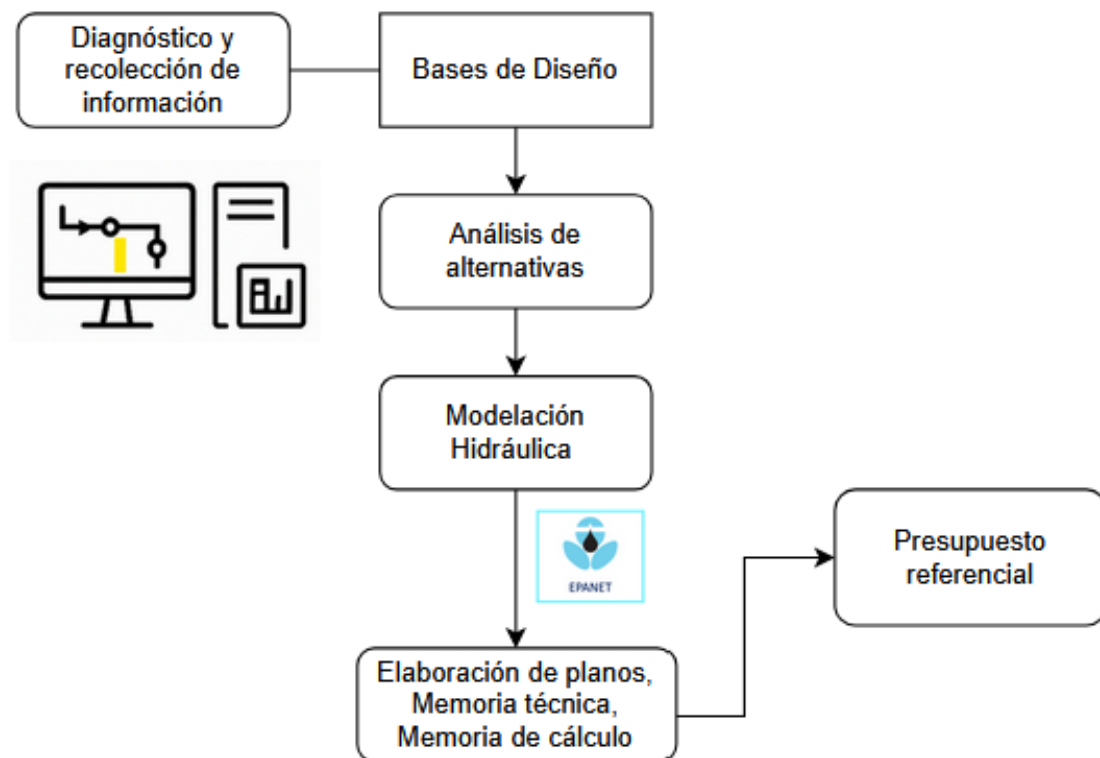 Diagnóstico y
recolección de
información
Bases de Diseño
Análisis de
alternativas
Modelación
Hidráulica
EPANET
Presupuesto
referencial
Elaboración de planos,
Memoria técnica,
Memoria de cálculo